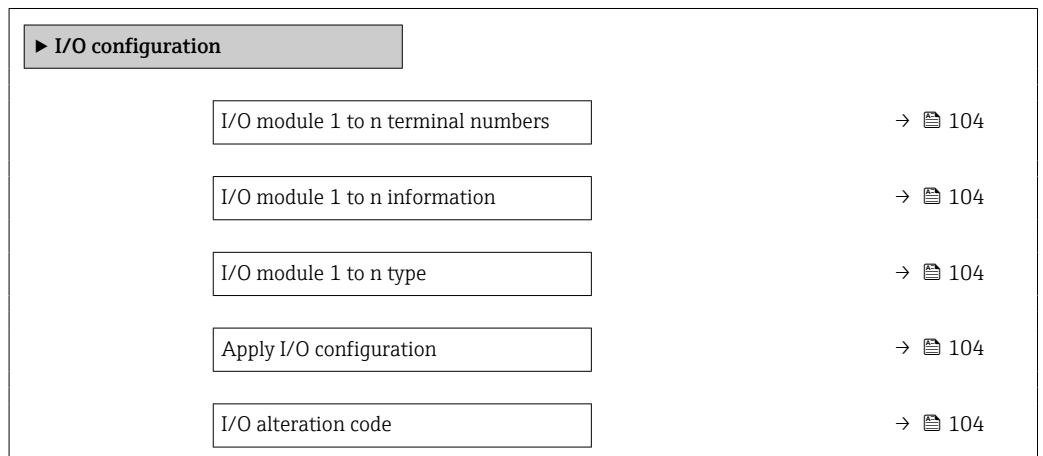 ▶ I/O configuration
I/O module 1 to n terminal numbers → 104
I/O module 1 to n information → 104
I/O module 1 to n type → 104
Apply I/O configuration → 104
I/O alteration code → 104